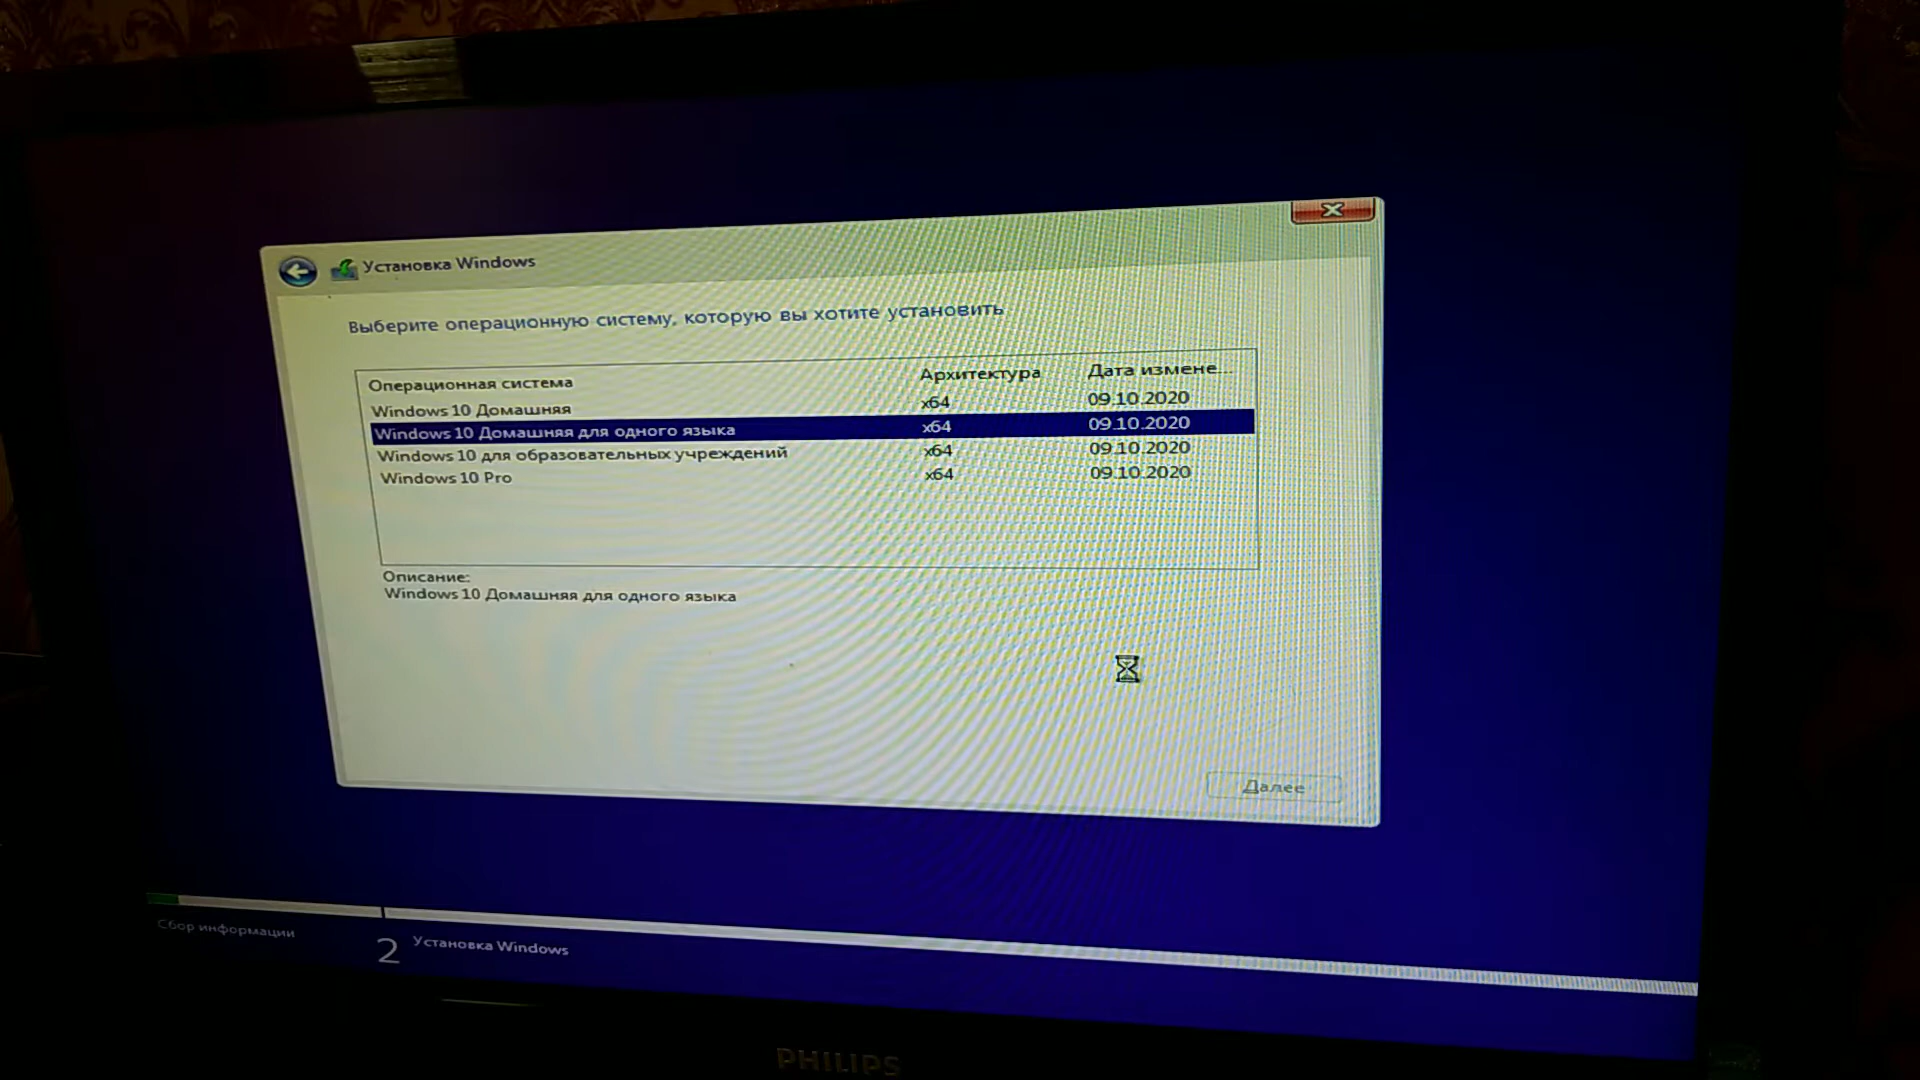 Установка Windows
Выберите операционную систему, которую вы хотите установить
Операционная система Архитектура Дата измене...
Windows 10 Домашняя x64 09.10.2020
Windows 10 Домашняя для одного языка x64 09.10.2020
Windows 10 для образовательных учреждений x64 09.10.2020
Windows 10 Pro x64 09.10.2020
Описание:
Windows 10 Домашняя для одного языка
Далее
Сбор информации
2 Установка Windows
PHILIPS